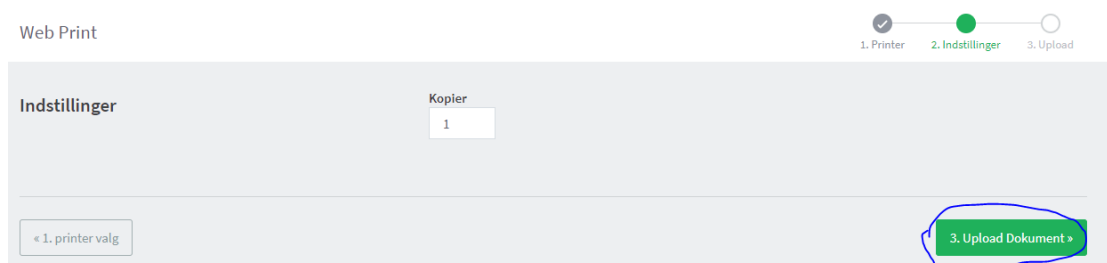 Web Print
1. Printer
2. Indstillinger
3. Upload
Indstillinger
Kopier
1
« 1. printer valg
3. Upload Dokument »